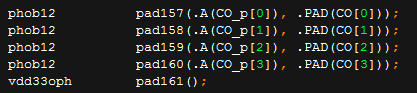 phob12 pad157(.A(CO_p[0]), .PAD(CO[0]));
phob12 pad158(.A(CO_p[1]), .PAD(CO[1]));
phob12 pad159(.A(CO_p[2]), .PAD(CO[2]));
phob12 pad160(.A(CO_p[3]), .PAD(CO[3]));
vdd33oph pad161();